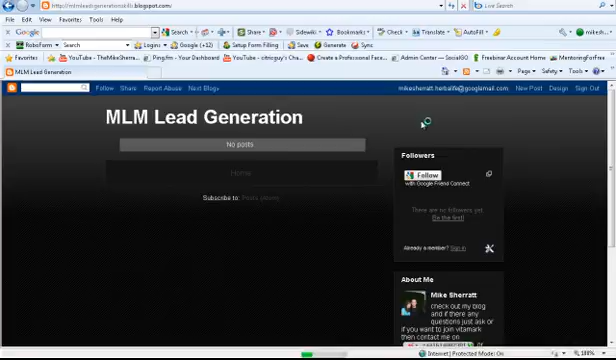 http://mlmleadgenerationskills.blogspot.com/
Live Search
File Edit View Favorites Tools Help
Google Search Share Sidewiki Bookmarks Check Translate AutoFill
RoboForm Search Logins Google (+12) Setup Form Filling Save Generate Sync
Favorites YouTube - TheMikeSherra... Ping.fm - Your Dashboard YouTube - citrioguy's Cha... Create a Professional Forum... Admin Center — SocialGO Freebinar Account Home MentoringForFree
MLM Lead Generation Page Safety Tools
Follow Share Report Abuse Next Blog» mikesherratt.herbalife@googlemail.com New Post Design Sign Out
MLM Lead Generation
No posts
Home
Subscribe to: Posts (Atom)
Followers
Follow
with Google Friend Connect
There are no followers yet.
Be the first!
Already a member? Sign in
About Me
Mike Sherratt
check out my blog
and if there any
questions just ask or
if you want to join vitamark
then contact me on
Internet | Protected Mode: On